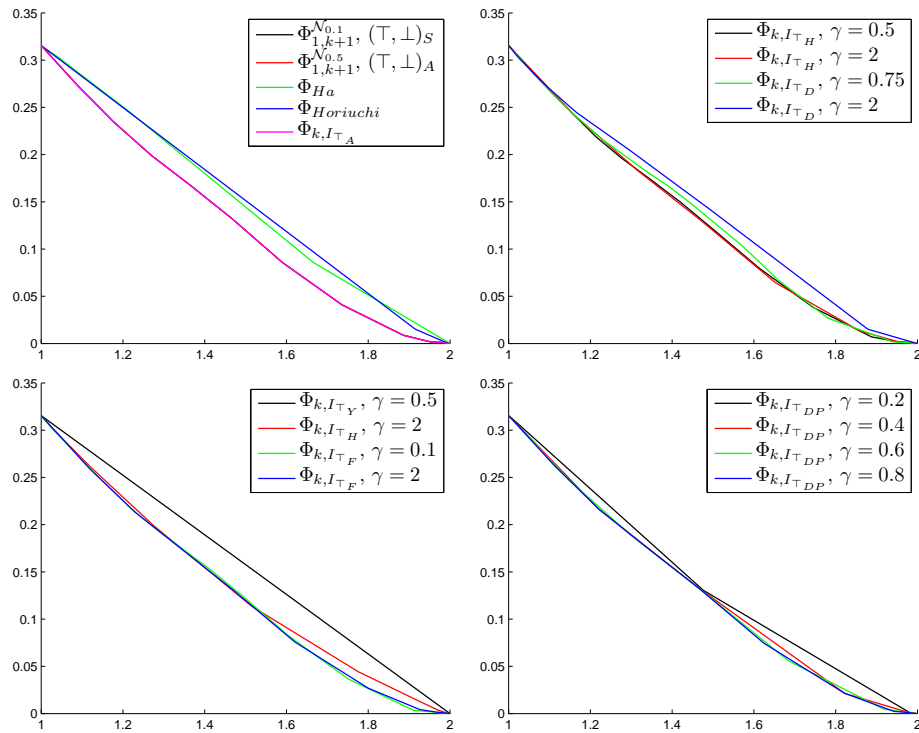 0.35
0.3
0.25
0.2
0.15
0.1
0.05
0
1 1.2 1.4 1.6 1.8 2
Φ_{1,k+1}^{𝒩_{0.1}}, (⊤, ⊥)_S
Φ_{1,k+1}^{𝒩_{0.5}}, (⊤, ⊥)_A
Φ_{Ha}
Φ_{Horiuchi}
Φ_{k,I_{⊤_A}}
0.35
0.3
0.25
0.2
0.15
0.1
0.05
0
1 1.2 1.4 1.6 1.8 2
Φ_{k,I_{⊤_H}}, γ = 0.5
Φ_{k,I_{⊤_H}}, γ = 2
Φ_{k,I_{⊤_D}}, γ = 0.75
Φ_{k,I_{⊤_D}}, γ = 2
0.35
0.3
0.25
0.2
0.15
0.1
0.05
0
1 1.2 1.4 1.6 1.8 2
Φ_{k,I_{⊤_Y}}, γ = 0.5
Φ_{k,I_{⊤_H}}, γ = 2
Φ_{k,I_{⊤_F}}, γ = 0.1
Φ_{k,I_{⊤_F}}, γ = 2
0.35
0.3
0.25
0.2
0.15
0.1
0.05
0
1 1.2 1.4 1.6 1.8 2
Φ_{k,I_{⊤_{DP}}}, γ = 0.2
Φ_{k,I_{⊤_{DP}}}, γ = 0.4
Φ_{k,I_{⊤_{DP}}}, γ = 0.6
Φ_{k,I_{⊤_{DP}}}, γ = 0.8